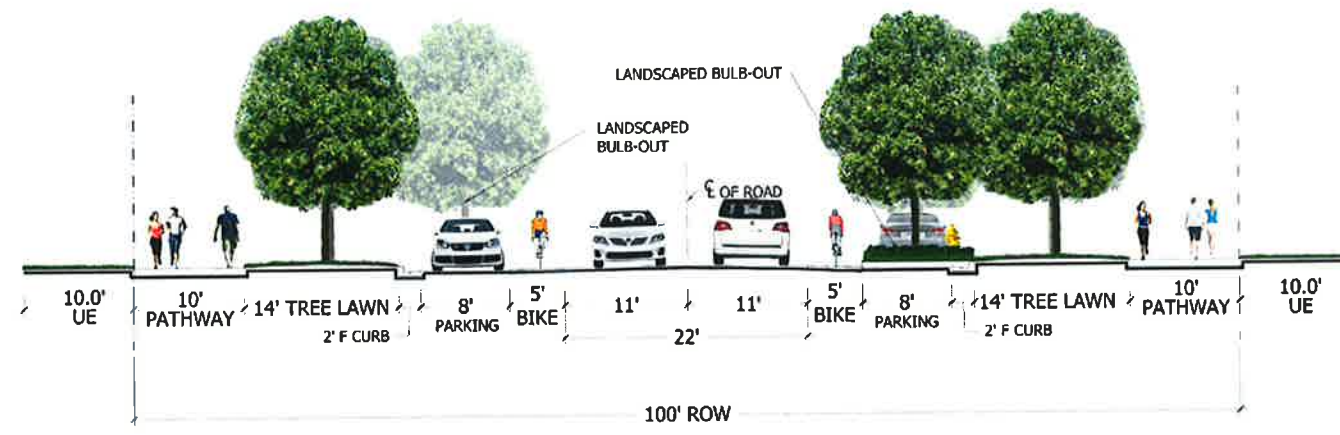 LANDSCAPED BULB-OUT
LANDSCAPED
BULB-OUT
℄ OF ROAD
10.0'
UE
10'
PATHWAY
14' TREE LAWN
2' F CURB
8'
PARKING
5'
BIKE
11'
11'
22'
5'
BIKE
8'
PARKING
14' TREE LAWN
2' F CURB
10'
PATHWAY
10.0'
UE
100' ROW